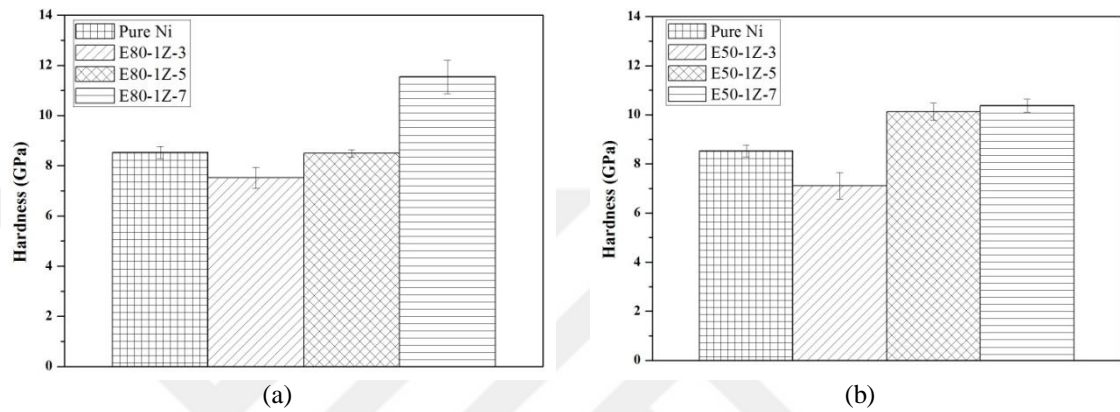 14
12
10
8
6
4
2
0
Hardness (GPa)
Pure Ni
E80-1Z-3
E80-1Z-5
E80-1Z-7
(a)
14
12
10
8
6
4
2
0
Hardness (GPa)
Pure Ni
E50-1Z-3
E50-1Z-5
E50-1Z-7
(b)